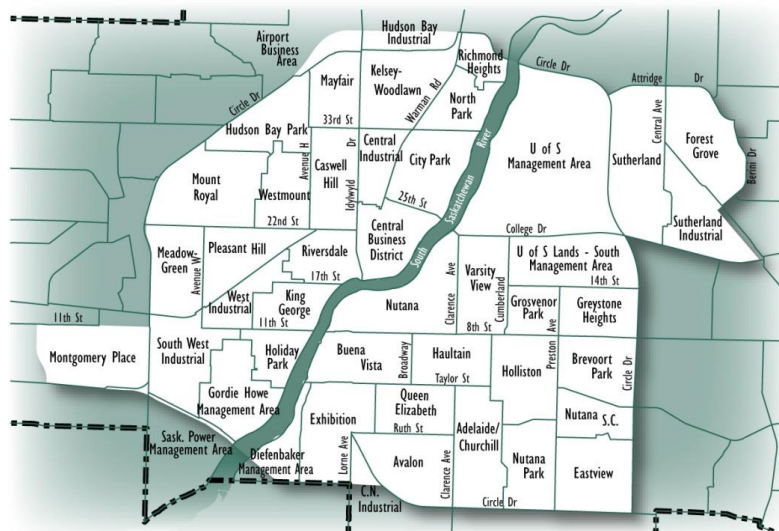 Hudson Bay
Industrial
Airport
Business
Area
Richmond
Heights
Circle Dr
Attridge Dr
Mayfair
Kelsey-
Woodlawn
Warman Rd
North
Park
Circle Dr
33rd St
Hudson Bay Park
Avenue H
Caswell
Hill
Idylwyld Dr
Central
Industrial
City Park
River
U of S
Management Area
Sutherland
Central Ave
Forest
Grove
Berini Dr
Mount
Royal
Westmount
25th St
Saskatchewan
22nd St
Central
Business
District
College Dr
Sutherland
Industrial
Meadow-
Green
Avenue W
Pleasant Hill
Riversdale
South
Clarence Ave
Varsity
View
Cumberland
U of S Lands - South
Management Area
14th St
17th St
West
Industrial
King
George
Nutana
Grosvenor
Park
Preston Ave
Greystone
Heights
11th St
11th St
8th St
Montgomery Place
South West
Industrial
Holiday
Park
Buena
Vista
Broadway
Haultain
Taylor St
Holliston
Brevoort
Park
Circle Dr
Gordie Howe
Management Area
Exhibition
Queen
Elizabeth
Ruth St
Adelaide/
Churchill
Nutana S.C.
Sask. Power
Management Area
Diefenbaker
Management Area
Lorne Ave
Avalon
Clarence Ave
Nutana
Park
Eastview
C.N.
Industrial
Circle Dr